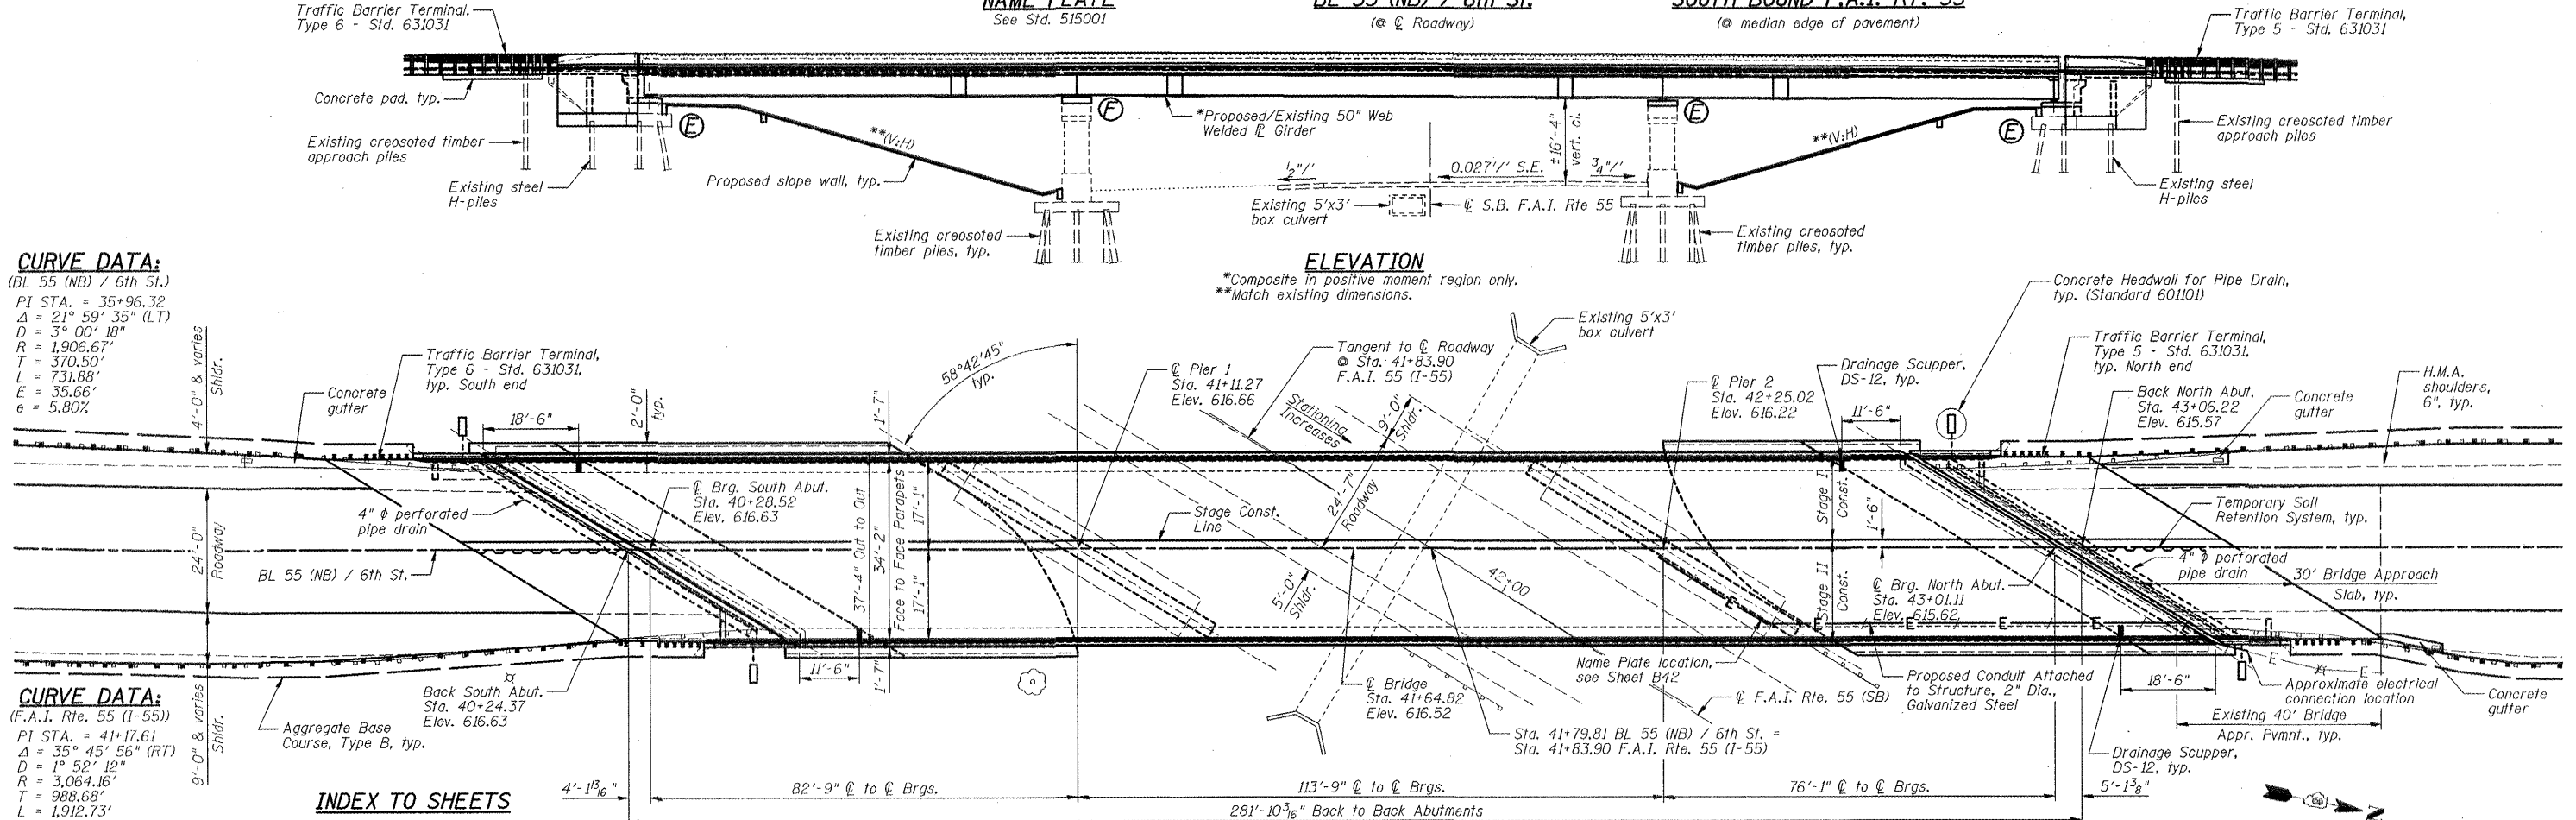 NAME PLATE
See Std. 515001
BL 55 (NB) / 6th St.
(@ ℄ Roadway)
SOUTH BOUND F.A.I. RT. 55
(@ median edge of pavement)
Traffic Barrier Terminal,
Type 6 - Std. 631031
Traffic Barrier Terminal,
Type 5 - Std. 631031
Concrete pad, typ.
Existing creosoted timber
approach piles
Existing steel
H-piles
E
**(V:H)
Proposed slope wall, typ.
F
*Proposed/Existing 50" Web
Welded ℙ Girder
½"/'
0.027'/' S.E.
¾"/'
±16'-4"
vert. cl.
Existing 5'x3'
box culvert
℄ S.B. F.A.I. Rte 55
Existing creosoted
timber piles, typ.
E
**(V:H)
E
Existing creosoted
timber piles, typ.
Existing creosoted timber
approach piles
Existing steel
H-piles
ELEVATION
*Composite in positive moment region only.
**Match existing dimensions.
CURVE DATA:
(BL 55 (NB) / 6th St.)
PI STA. = 35+96.32
Δ = 21° 59' 35" (LT)
D = 3° 00' 18"
R = 1,906.67'
T = 370.50'
L = 731.88'
E = 35.66'
e = 5.80%
4'-0" & varies
Shldr.
Concrete
gutter
Traffic Barrier Terminal,
Type 6 - Std. 631031,
typ. South end
18'-6"
2'-0"
typ.
1'-7"
58°42'45"
typ.
℄ Pier 1
Sta. 41+11.27
Elev. 616.66
Stationing
Increases
Tangent to ℄ Roadway
@ Sta. 41+83.90
F.A.I. 55 (I-55)
9'-0"
Shldr.
Existing 5'x3'
box culvert
℄ Pier 2
Sta. 42+25.02
Elev. 616.22
Drainage Scupper,
DS-12, typ.
11'-6"
Concrete Headwall for Pipe Drain,
typ. (Standard 601101)
Traffic Barrier Terminal,
Type 5 - Std. 631031,
typ. North end
Back North Abut.
Sta. 43+06.22
Elev. 615.57
Concrete
gutter
H.M.A.
shoulders,
6", typ.
24'-0"
Roadway
4" ϕ perforated
pipe drain
BL 55 (NB) / 6th St.
℄ Brg. South Abut.
Sta. 40+28.52
Elev. 616.63
37'-4" Out to Out
34'-2"
Face to Face Parapets
17'-1"
17'-1"
Stage Const.
Line
24'-7"
Roadway
5'-0"
Shldr.
42+00
Stage I
Const.
1'-6"
Stage II
Const.
℄ Brg. North Abut.
Sta. 43+01.11
Elev. 615.62
Temporary Soil
Retention System, typ.
4" ϕ perforated
pipe drain
30' Bridge Approach
Slab, typ.
E
E
E
E
E
E
E
9'-0" & varies
Shldr.
Aggregate Base
Course, Type B, typ.
Back South Abut.
Sta. 40+24.37
Elev. 616.63
11'-6"
1'-7"
℄ Bridge
Sta. 41+64.82
Elev. 616.52
Name Plate location,
see Sheet B42
℄ F.A.I. Rte. 55 (SB)
Sta. 41+79.81 BL 55 (NB) / 6th St. =
Sta. 41+83.90 F.A.I. Rte. 55 (I-55)
Proposed Conduit Attached
to Structure, 2" Dia.,
Galvanized Steel
18'-6"
Approximate electrical
connection location
Concrete
gutter
Existing 40' Bridge
Appr. Pvmnt., typ.
Drainage Scupper,
DS-12, typ.
CURVE DATA:
(F.A.I. Rte. 55 (I-55))
PI STA. = 41+17.61
Δ = 35° 45' 56" (RT)
D = 1° 52' 12"
R = 3,064.16'
T = 988.68'
L = 1,912.73'
INDEX TO SHEETS
4'-1 13/16"
82'-9" ℄ to ℄ Brgs.
113'-9" ℄ to ℄ Brgs.
76'-1" ℄ to ℄ Brgs.
5'-1⅜"
281'-10 3/16" Back to Back Abutments
N